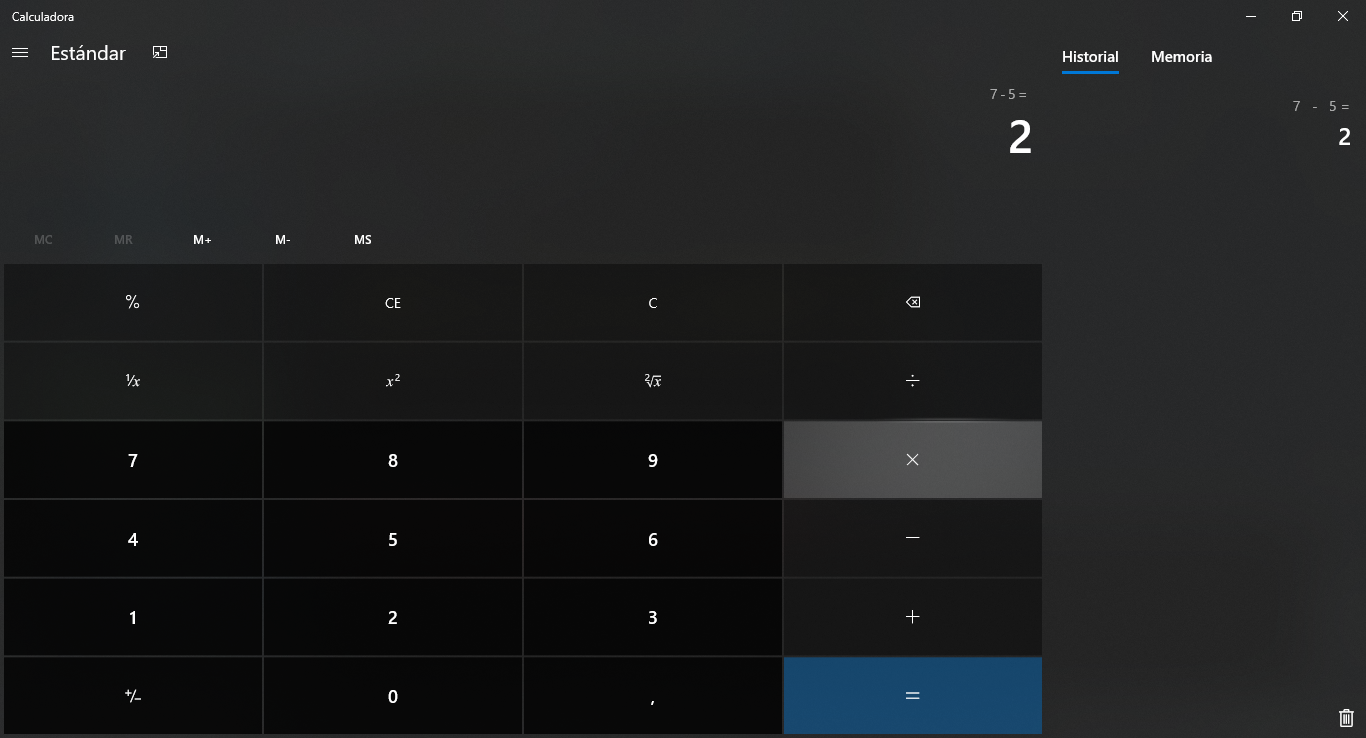 Calculadora
Estándar
Historial Memoria
7 - 5 =
2
7 - 5 =
2
MC MR M+ M- MS
% CE C
¹/x x² ²√x ÷
7 8 9 ×
4 5 6 −
1 2 3 +
+/− 0 , =